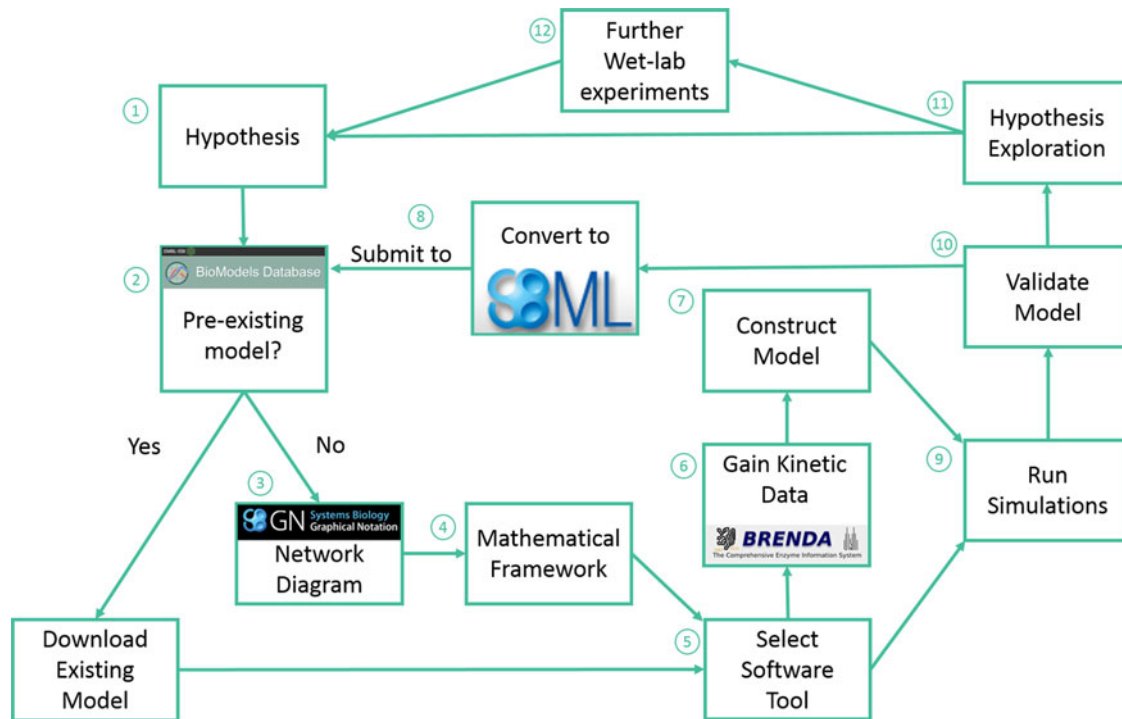 12
Further
Wet-lab
experiments
1
Hypothesis
11
Hypothesis
Exploration
8
Submit to
Convert to
SBML
10
Validate
Model
2
BioModels Database
Pre-existing
model?
7
Construct
Model
Yes
No
3
GN Systems Biology
Graphical Notation
Network
Diagram
4
Mathematical
Framework
6
Gain Kinetic
Data
BRENDA
The Comprehensive Enzyme Information System
9
Run
Simulations
Download
Existing
Model
5
Select
Software
Tool